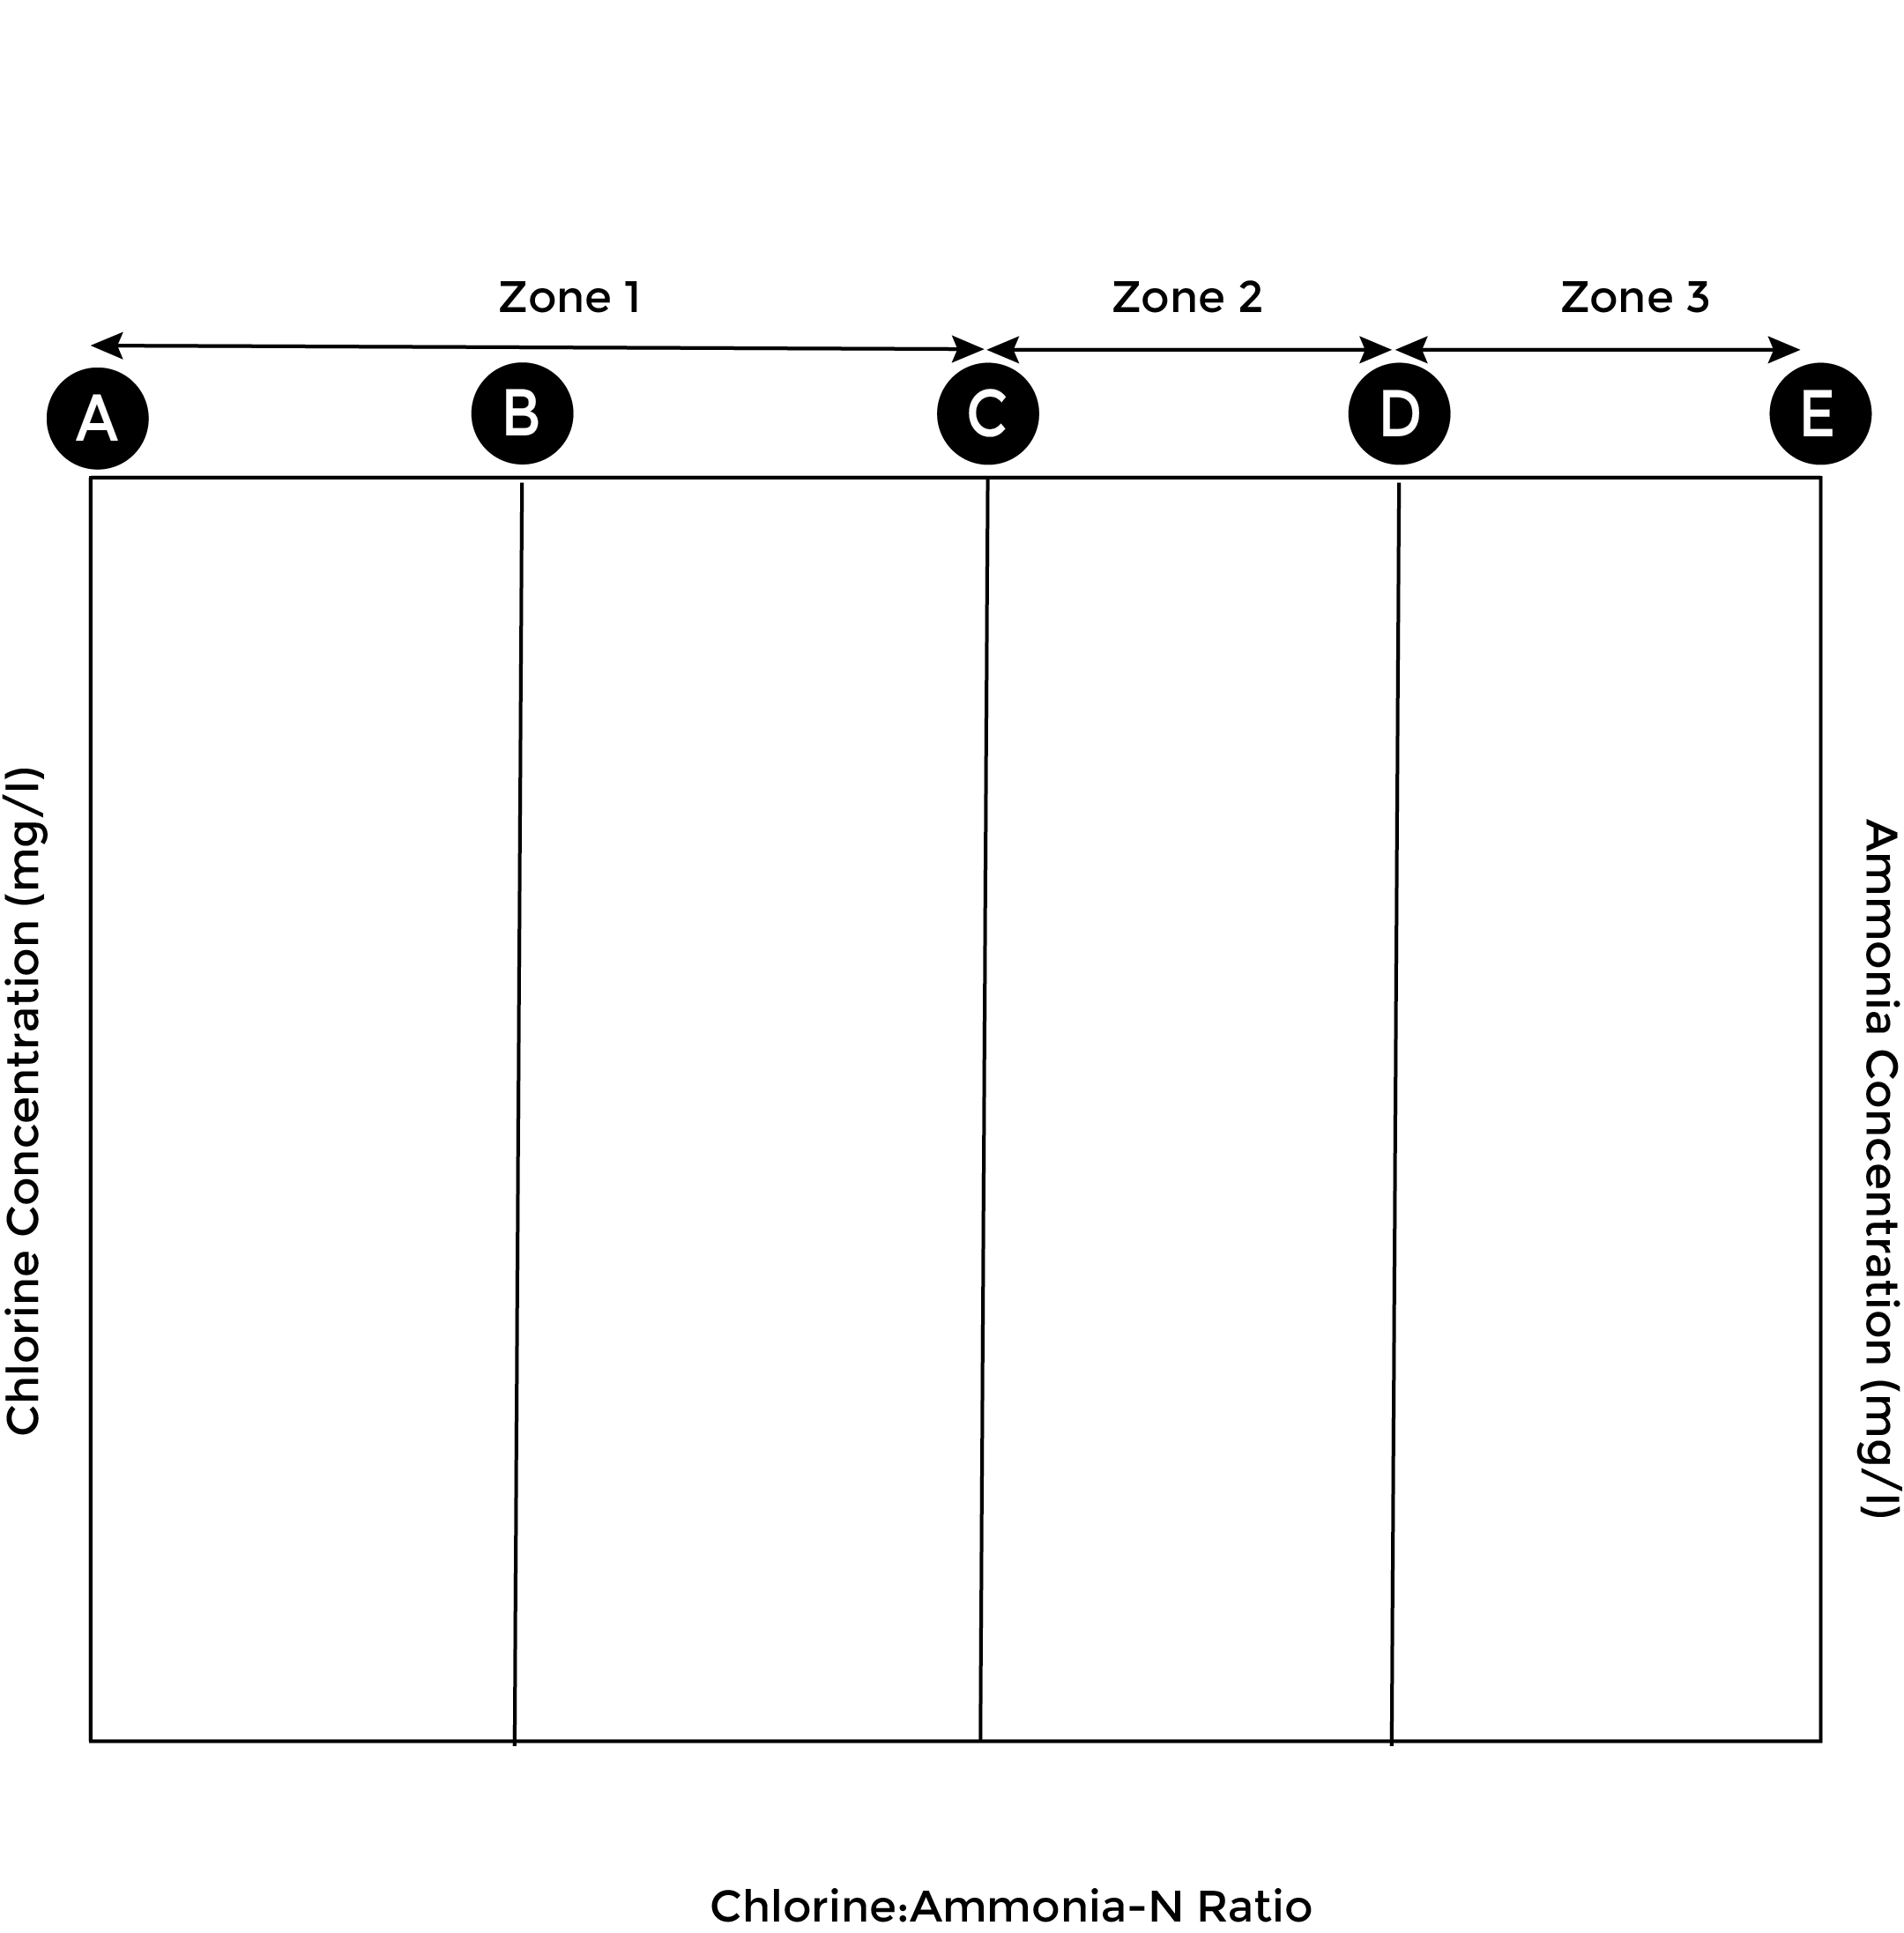 Zone 1
Zone 2
Zone 3
A
B
C
D
E
Chlorine Concentration (mg/l)
Ammonia Concentration (mg/l)
Chlorine:Ammonia-N Ratio